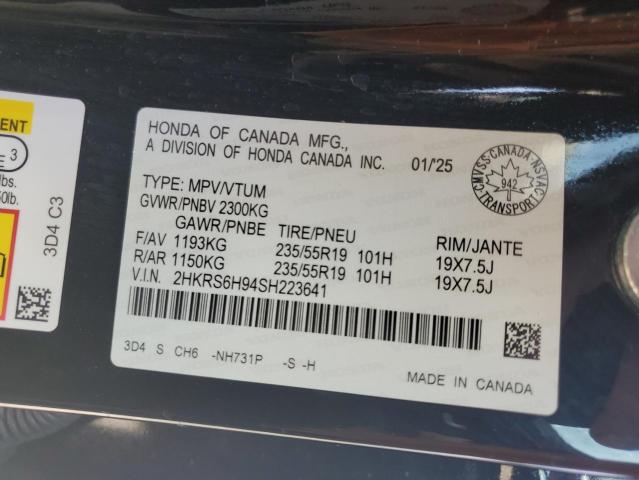 ENT
3
E
lbs.
50lb.
3D4 C3
HONDA OF CANADA MFG.,
A DIVISION OF HONDA CANADA INC. 01/'25
CMVSS-CANADA-NSVAC
942
TRANSPORT
TYPE: MPV/VTUM
GVWR/PNBV 2300KG
GAWR/PNBE TIRE/PNEU RIM/JANTE
F/AV 1193KG 235/55R19 101H 19X7.5J
R/AR 1150KG 235/55R19 101H 19X7.5J
V.I.N. 2HKRS6H94SH223641
3D4 S CH6 -NH731P -S -H
MADE IN CANADA